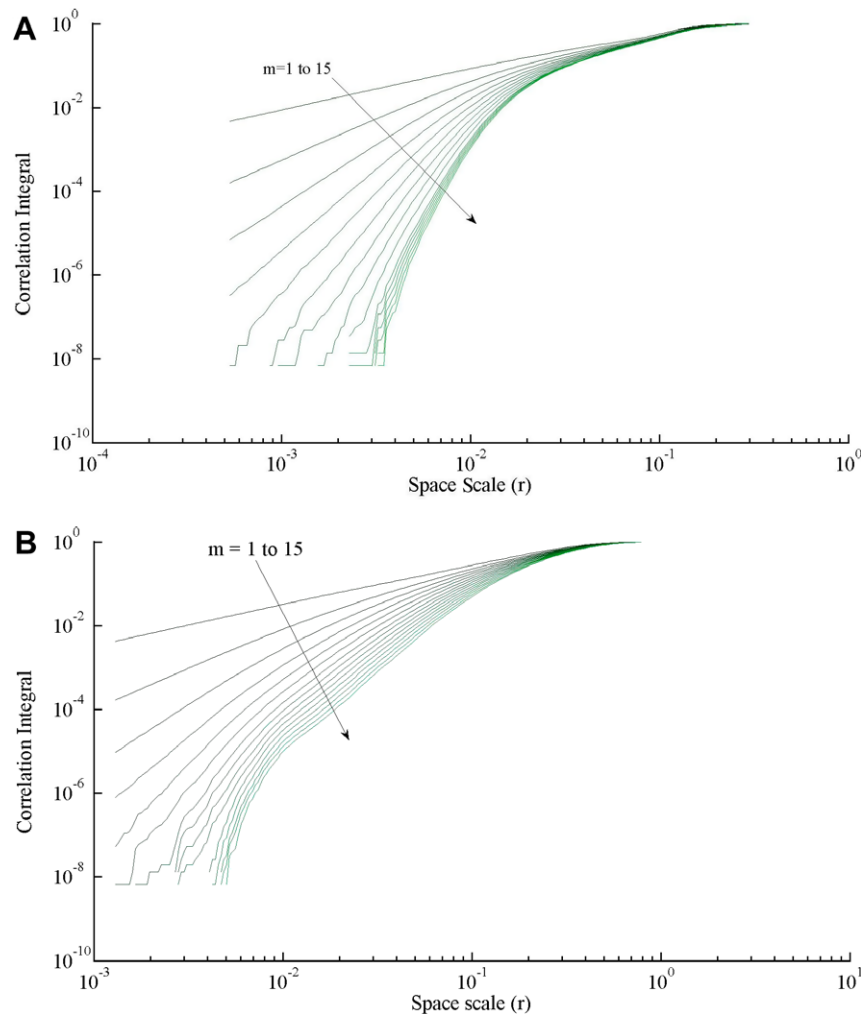 A
10^0
m=1 to 15
10^-2
10^-4
Correlation Integral
10^-6
10^-8
10^-10
10^-4 10^-3 10^-2 10^-1 10^0
Space Scale (r)
B
10^0
m = 1 to 15
10^-2
10^-4
Correlation Integral
10^-6
10^-8
10^-10
10^-3 10^-2 10^-1 10^0 10^1
Space scale (r)